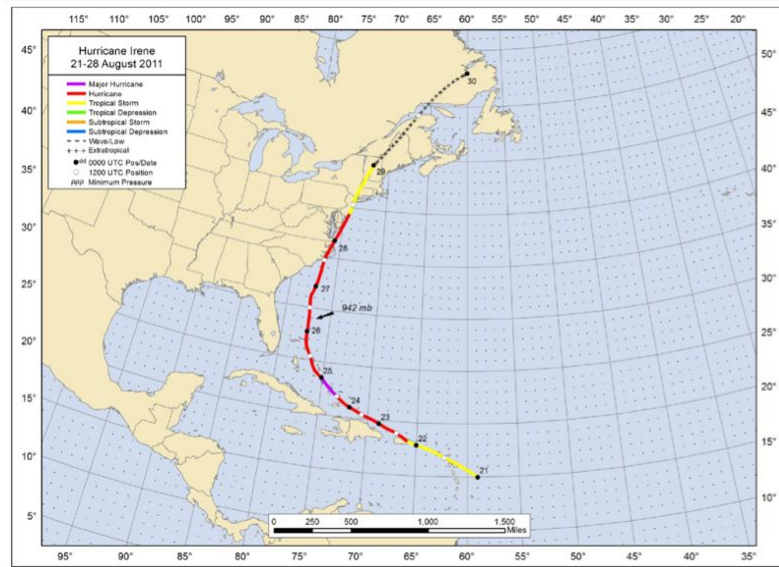 115° 110° 105° 100° 95° 90° 85° 80° 75° 70° 65° 60° 55° 50° 45° 40° 35° 30° 25° 20°
Hurricane Irene
21-28 August 2011
Major Hurricane
Hurricane
Tropical Storm
Tropical Depression
Subtropical Storm
Subtropical Depression
Wave/Low
Extratropical
0000 UTC Pos/Date
1200 UTC Position
Minimum Pressure
45°
40°
35°
30°
25°
20°
15°
10°
5°
50°
45°
40°
35°
30°
25°
20°
15°
10°
30
29
28
27
942 mb
26
25
24
23
22
21
0 250 500 1,000 1,500
Miles
95° 90° 85° 80° 75° 70° 65° 60° 55° 50° 45° 40° 35°